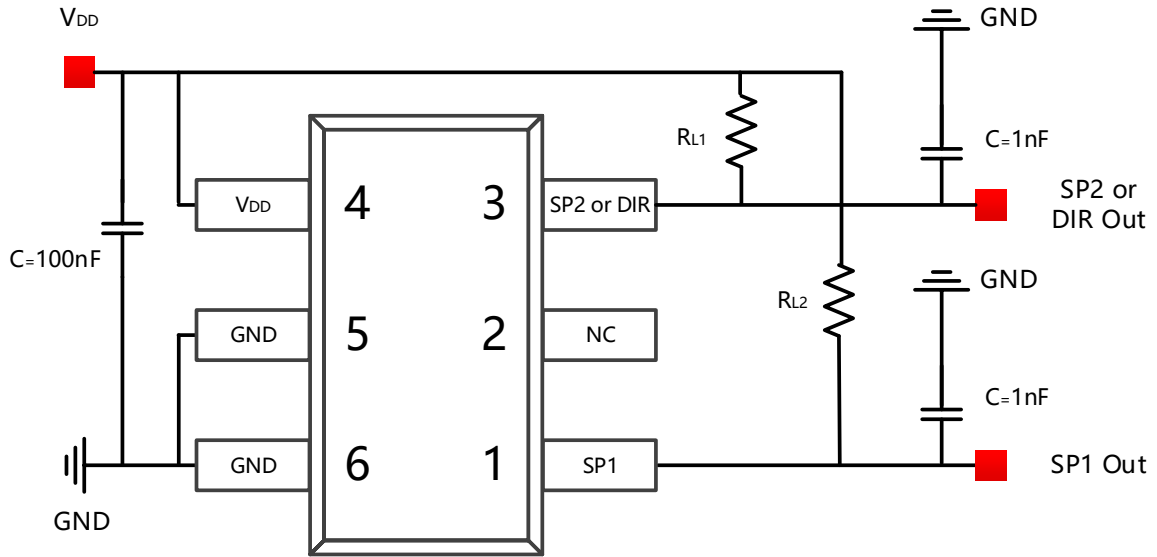 VDD
GND
C=1nF
RL1
VDD
4
3
SP2 or DIR
SP2 or
DIR Out
C=100nF
GND
RL2
GND
5
2
NC
C=1nF
GND
6
1
SP1
SP1 Out
GND